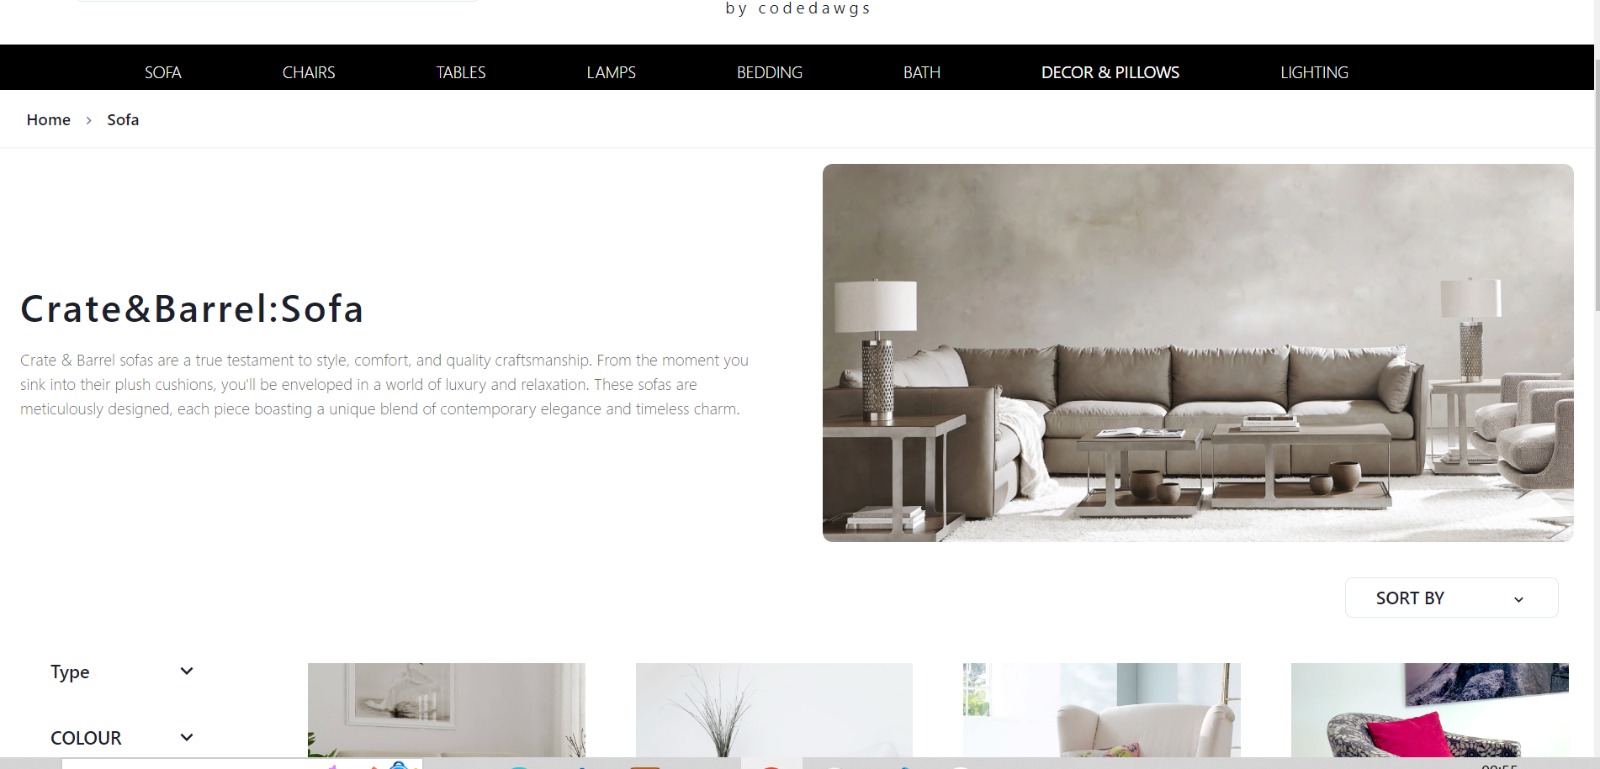 by codedawgs
SOFA CHAIRS TABLES LAMPS BEDDING BATH DECOR & PILLOWS LIGHTING
Home > Sofa
Crate&Barrel:Sofa
Crate & Barrel sofas are a true testament to style, comfort, and quality craftsmanship. From the moment you
sink into their plush cushions, you'll be enveloped in a world of luxury and relaxation. These sofas are
meticulously designed, each piece boasting a unique blend of contemporary elegance and timeless charm.
SORT BY
Type
COLOUR